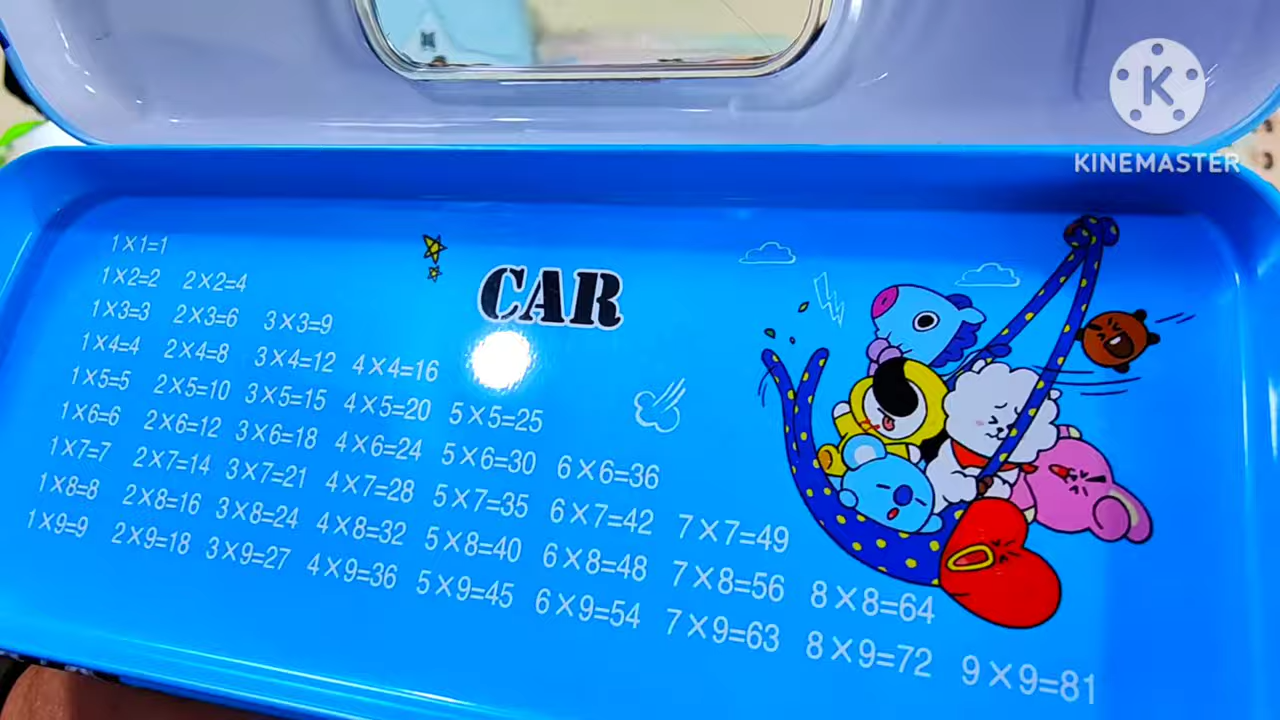 K
KINEMASTER
CAR
1×1=1
1×2=2 2×2=4
1×3=3 2×3=6 3×3=9
1×4=4 2×4=8 3×4=12 4×4=16
1×5=5 2×5=10 3×5=15 4×5=20 5×5=25
1×6=6 2×6=12 3×6=18 4×6=24 5×6=30 6×6=36
1×7=7 2×7=14 3×7=21 4×7=28 5×7=35 6×7=42 7×7=49
1×8=8 2×8=16 3×8=24 4×8=32 5×8=40 6×8=48 7×8=56 8×8=64
1×9=9 2×9=18 3×9=27 4×9=36 5×9=45 6×9=54 7×9=63 8×9=72 9×9=81